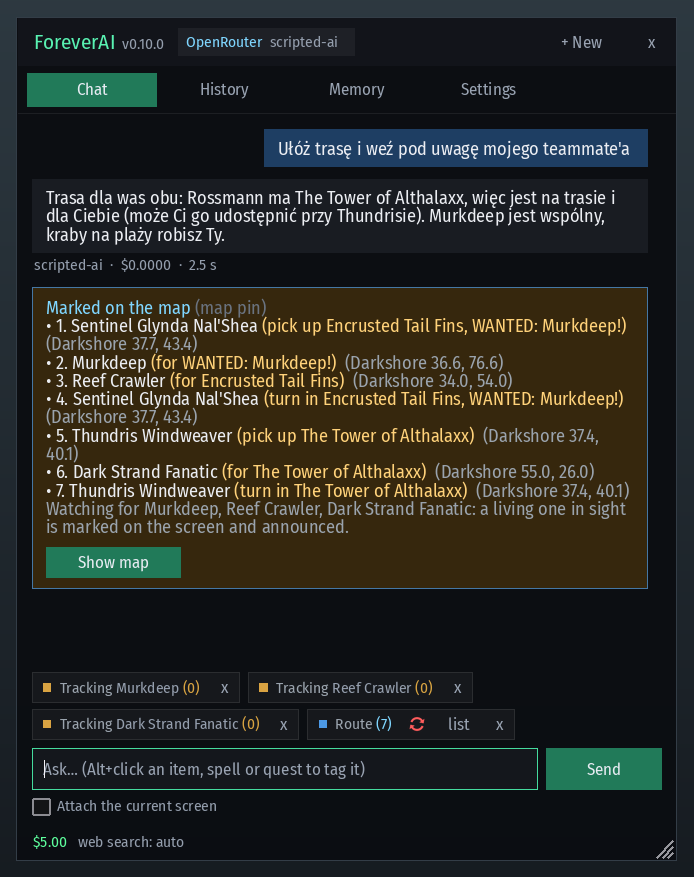 ForeverAI v0.10.0 OpenRouter scripted-ai + New x
Chat History Memory Settings
Ułóż trasę i weź pod uwagę mojego teammate'a
Trasa dla was obu: Rossmann ma The Tower of Althalaxx, więc jest na trasie i
dla Ciebie (może Ci go udostępnić przy Thundrisie). Murkdeep jest wspólny,
kraby na plaży robisz Ty.
scripted-ai · $0.0000 · 2.5 s
Marked on the map (map pin)
• 1. Sentinel Glynda Nal'Shea (pick up Encrusted Tail Fins, WANTED: Murkdeep!)
(Darkshore 37.7, 43.4)
• 2. Murkdeep (for WANTED: Murkdeep!) (Darkshore 36.6, 76.6)
• 3. Reef Crawler (for Encrusted Tail Fins) (Darkshore 34.0, 54.0)
• 4. Sentinel Glynda Nal'Shea (turn in Encrusted Tail Fins, WANTED: Murkdeep!)
(Darkshore 37.7, 43.4)
• 5. Thundris Windweaver (pick up The Tower of Althalaxx) (Darkshore 37.4,
40.1)
• 6. Dark Strand Fanatic (for The Tower of Althalaxx) (Darkshore 55.0, 26.0)
• 7. Thundris Windweaver (turn in The Tower of Althalaxx) (Darkshore 37.4, 40.1)
Watching for Murkdeep, Reef Crawler, Dark Strand Fanatic: a living one in sight
is marked on the screen and announced.
Show map
Tracking Murkdeep (0) x Tracking Reef Crawler (0) x
Tracking Dark Strand Fanatic (0) x Route (7) list x
Ask... (Alt+click an item, spell or quest to tag it) Send
Attach the current screen
$5.00 web search: auto